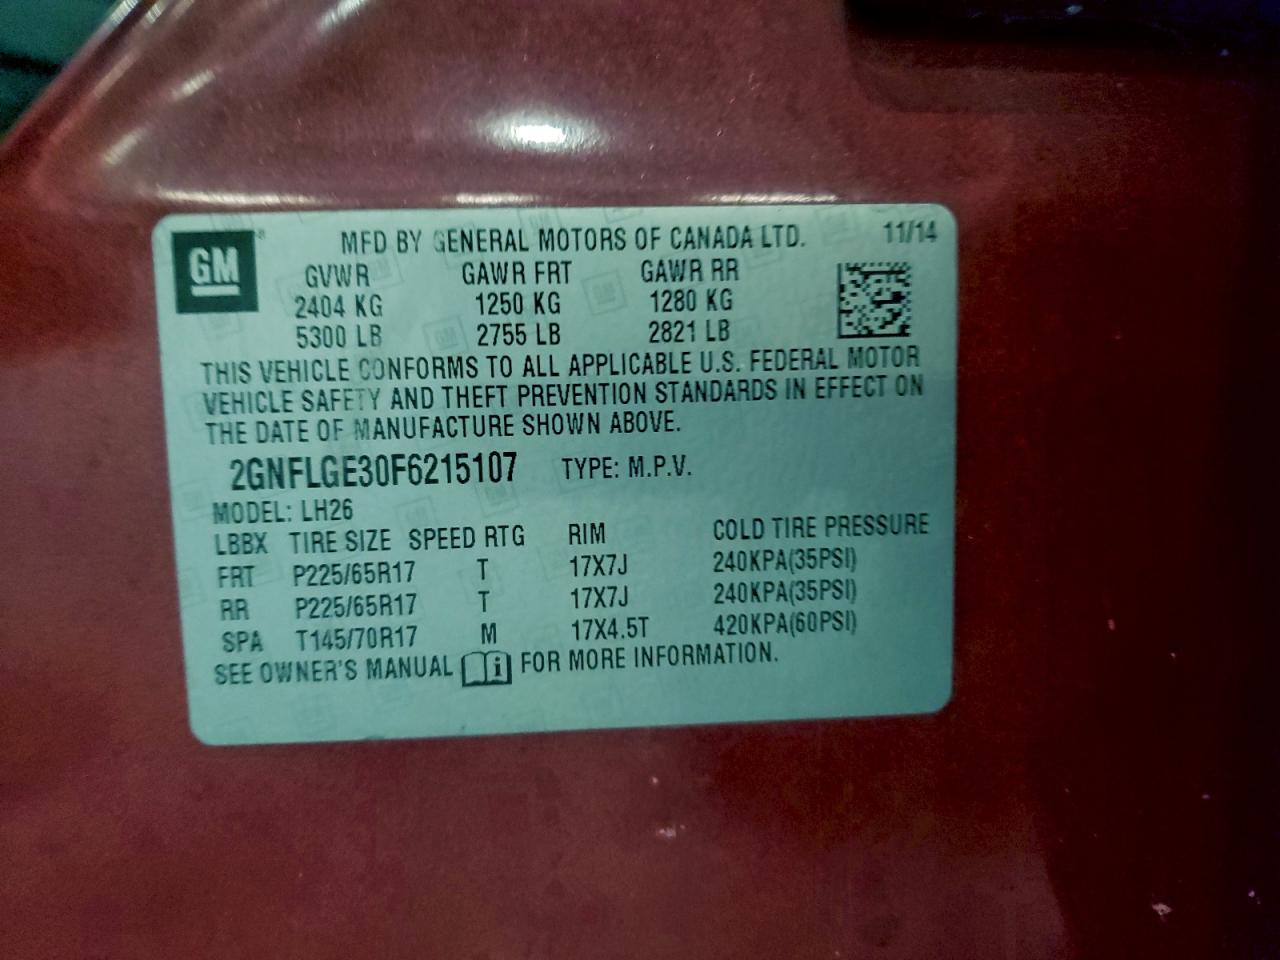 GM
MFD BY GENERAL MOTORS OF CANADA LTD. 11/14
GVWR GAWR FRT GAWR RR
2404 KG 1250 KG 1280 KG
5300 LB 2755 LB 2821 LB
THIS VEHICLE CONFORMS TO ALL APPLICABLE U.S. FEDERAL MOTOR
VEHICLE SAFETY AND THEFT PREVENTION STANDARDS IN EFFECT ON
THE DATE OF MANUFACTURE SHOWN ABOVE.
2GNFLGE30F6215107 TYPE: M.P.V.
MODEL: LH26
LBBX TIRE SIZE SPEED RTG RIM COLD TIRE PRESSURE
FRT P225/65R17 T 17X7J 240KPA(35PSI)
RR P225/65R17 T 17X7J 240KPA(35PSI)
SPA T145/70R17 M 17X4.5T 420KPA(60PSI)
SEE OWNER'S MANUAL i FOR MORE INFORMATION.